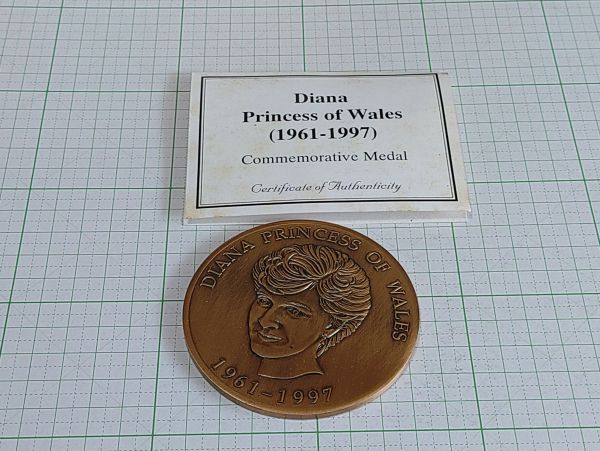 Diana
Princess of Wales
(1961-1997)
Commemorative Medal
Certificate of Authenticity
DIANA PRINCESS OF WALES
1961-1997